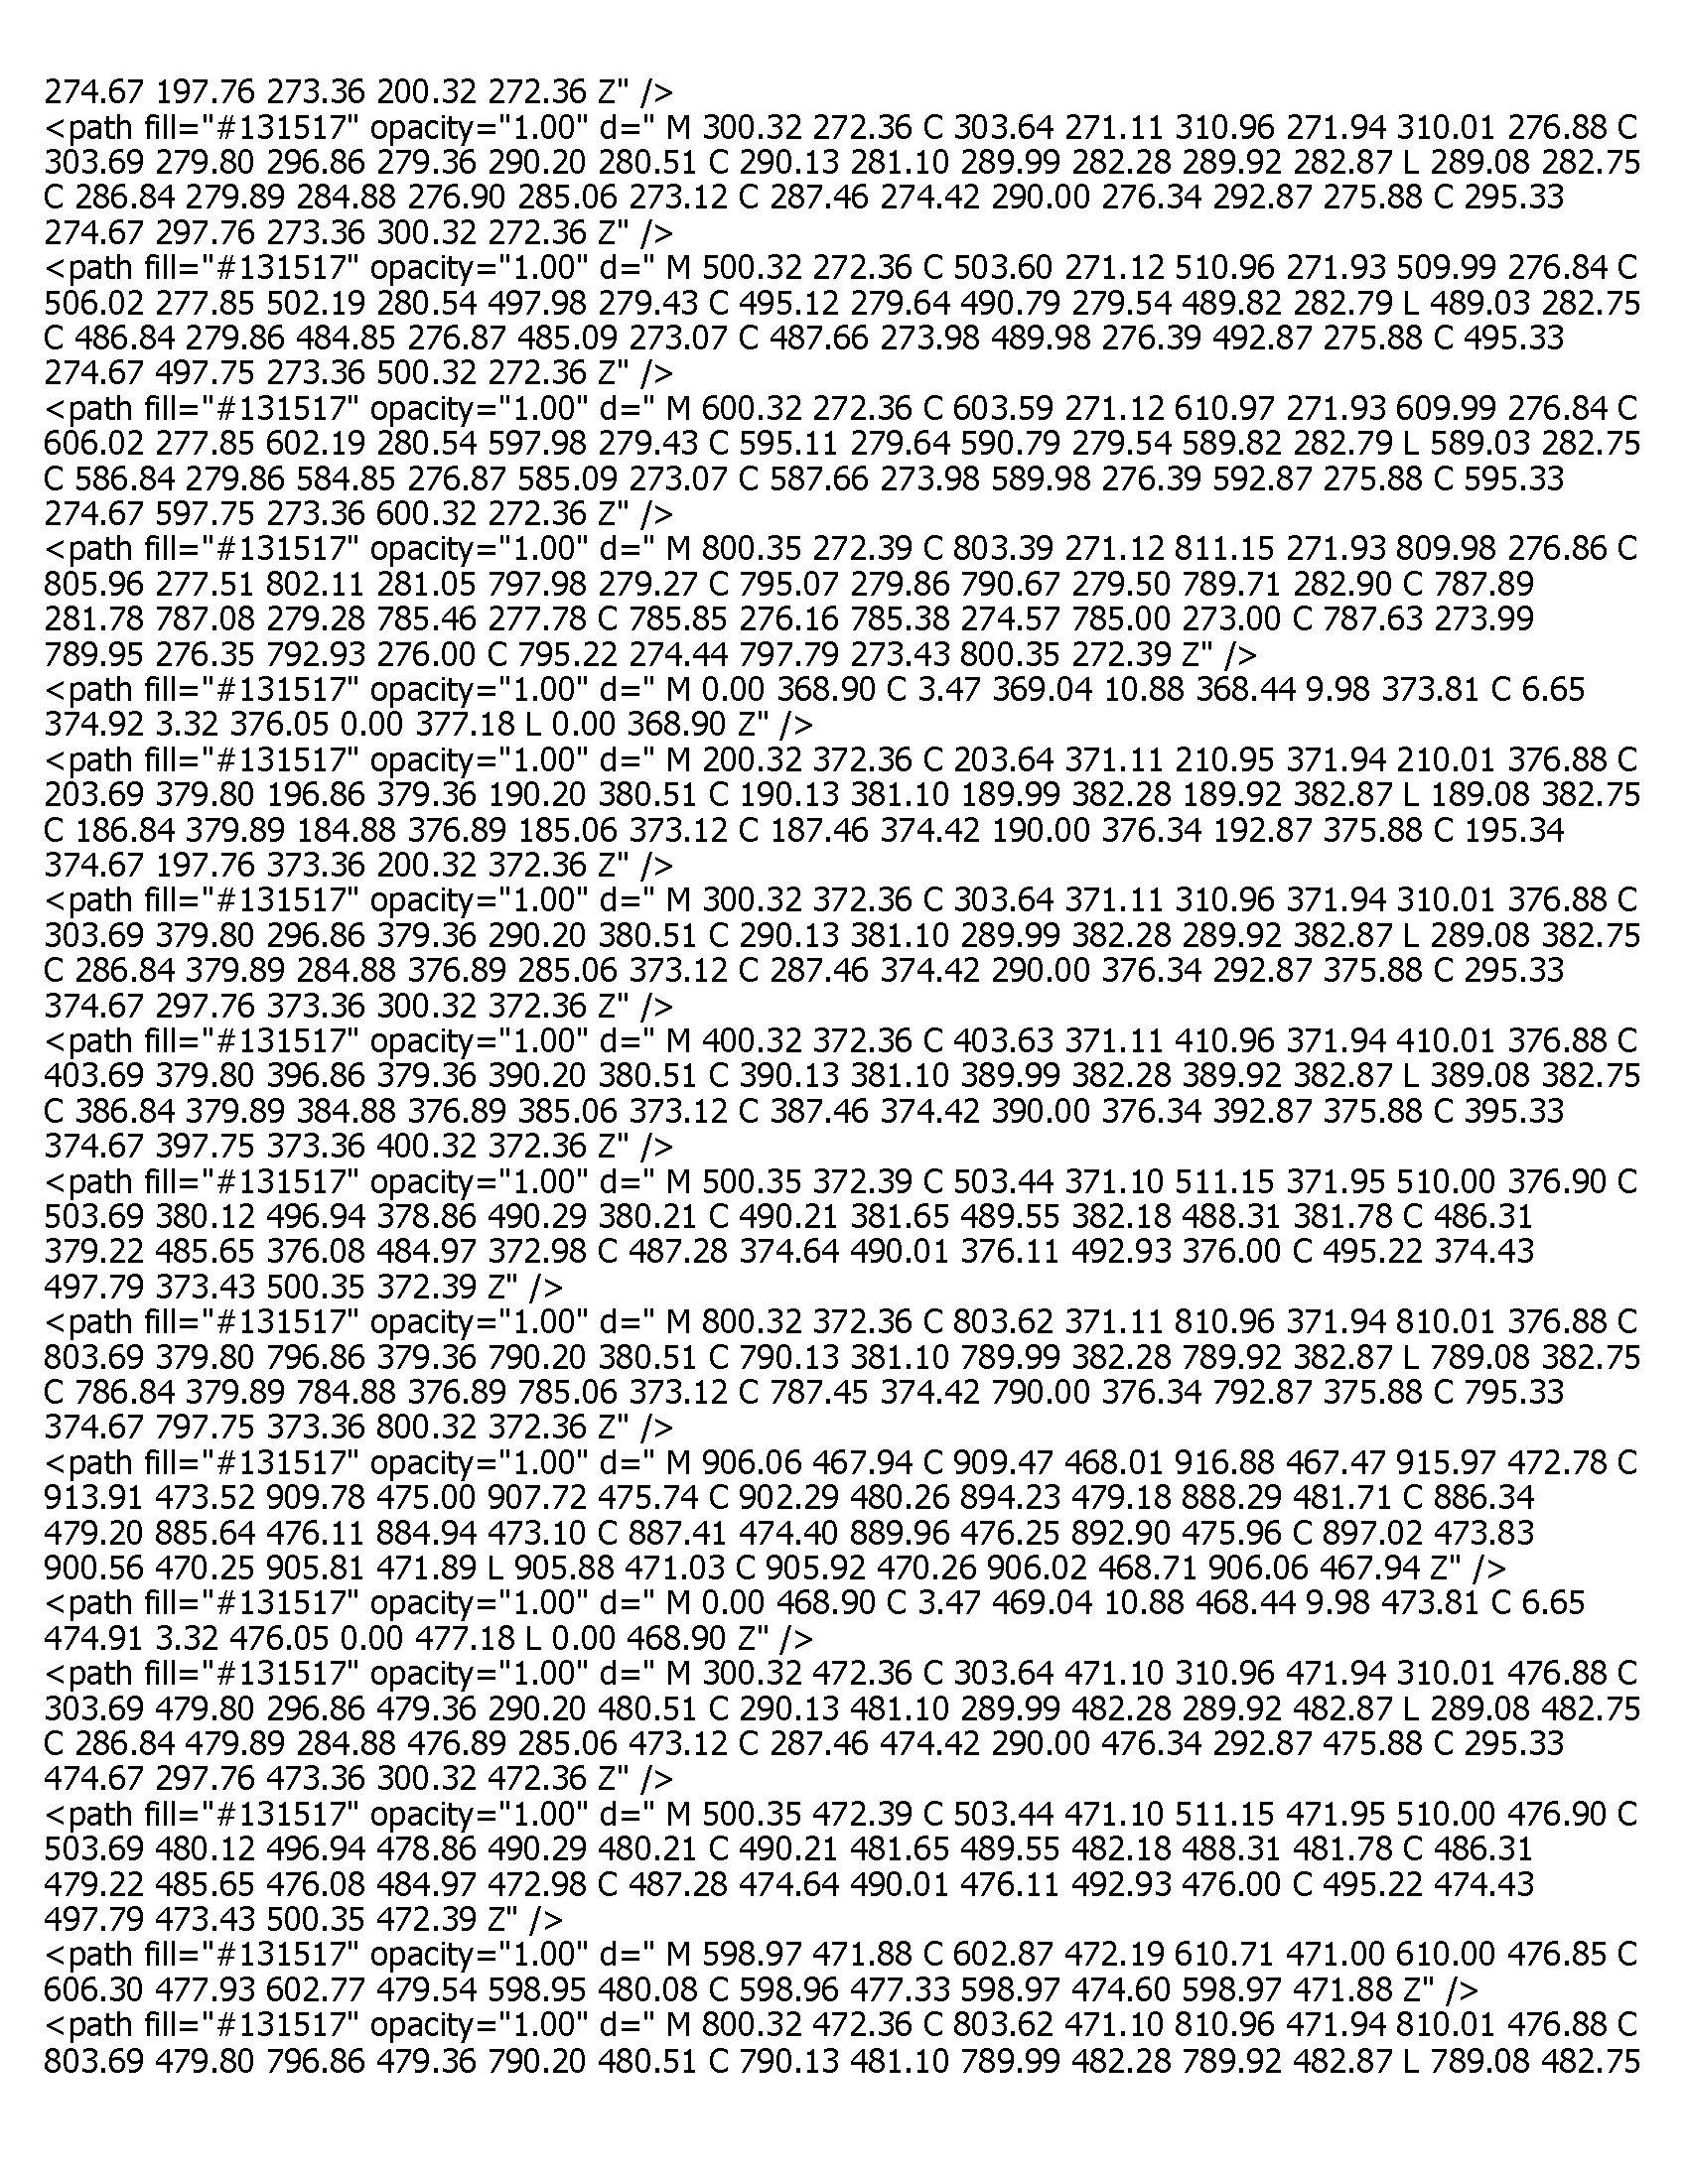 274.67 197.76 273.36 200.32 272.36 Z" />
<path fill="#131517" opacity="1.00" d=" M 300.32 272.36 C 303.64 271.11 310.96 271.94 310.01 276.88 C
303.69 279.80 296.86 279.36 290.20 280.51 C 290.13 281.10 289.99 282.28 289.92 282.87 L 289.08 282.75
C 286.84 279.89 284.88 276.90 285.06 273.12 C 287.46 274.42 290.00 276.34 292.87 275.88 C 295.33
274.67 297.76 273.36 300.32 272.36 Z" />
<path fill="#131517" opacity="1.00" d=" M 500.32 272.36 C 503.60 271.12 510.96 271.93 509.99 276.84 C
506.02 277.85 502.19 280.54 497.98 279.43 C 495.12 279.64 490.79 279.54 489.82 282.79 L 489.03 282.75
C 486.84 279.86 484.85 276.87 485.09 273.07 C 487.66 273.98 489.98 276.39 492.87 275.88 C 495.33
274.67 497.75 273.36 500.32 272.36 Z" />
<path fill="#131517" opacity="1.00" d=" M 600.32 272.36 C 603.59 271.12 610.97 271.93 609.99 276.84 C
606.02 277.85 602.19 280.54 597.98 279.43 C 595.11 279.64 590.79 279.54 589.82 282.79 L 589.03 282.75
C 586.84 279.86 584.85 276.87 585.09 273.07 C 587.66 273.98 589.98 276.39 592.87 275.88 C 595.33
274.67 597.75 273.36 600.32 272.36 Z" />
<path fill="#131517" opacity="1.00" d=" M 800.35 272.39 C 803.39 271.12 811.15 271.93 809.98 276.86 C
805.96 277.51 802.11 281.05 797.98 279.27 C 795.07 279.86 790.67 279.50 789.71 282.90 C 787.89
281.78 787.08 279.28 785.46 277.78 C 785.85 276.16 785.38 274.57 785.00 273.00 C 787.63 273.99
789.95 276.35 792.93 276.00 C 795.22 274.44 797.79 273.43 800.35 272.39 Z" />
<path fill="#131517" opacity="1.00" d=" M 0.00 368.90 C 3.47 369.04 10.88 368.44 9.98 373.81 C 6.65
374.92 3.32 376.05 0.00 377.18 L 0.00 368.90 Z" />
<path fill="#131517" opacity="1.00" d=" M 200.32 372.36 C 203.64 371.11 210.95 371.94 210.01 376.88 C
203.69 379.80 196.86 379.36 190.20 380.51 C 190.13 381.10 189.99 382.28 189.92 382.87 L 189.08 382.75
C 186.84 379.89 184.88 376.89 185.06 373.12 C 187.46 374.42 190.00 376.34 192.87 375.88 C 195.34
374.67 197.76 373.36 200.32 372.36 Z" />
<path fill="#131517" opacity="1.00" d=" M 300.32 372.36 C 303.64 371.11 310.96 371.94 310.01 376.88 C
303.69 379.80 296.86 379.36 290.20 380.51 C 290.13 381.10 289.99 382.28 289.92 382.87 L 289.08 382.75
C 286.84 379.89 284.88 376.89 285.06 373.12 C 287.46 374.42 290.00 376.34 292.87 375.88 C 295.33
374.67 297.76 373.36 300.32 372.36 Z" />
<path fill="#131517" opacity="1.00" d=" M 400.32 372.36 C 403.63 371.11 410.96 371.94 410.01 376.88 C
403.69 379.80 396.86 379.36 390.20 380.51 C 390.13 381.10 389.99 382.28 389.92 382.87 L 389.08 382.75
C 386.84 379.89 384.88 376.89 385.06 373.12 C 387.46 374.42 390.00 376.34 392.87 375.88 C 395.33
374.67 397.75 373.36 400.32 372.36 Z" />
<path fill="#131517" opacity="1.00" d=" M 500.35 372.39 C 503.44 371.10 511.15 371.95 510.00 376.90 C
503.69 380.12 496.94 378.86 490.29 380.21 C 490.21 381.65 489.55 382.18 488.31 381.78 C 486.31
379.22 485.65 376.08 484.97 372.98 C 487.28 374.64 490.01 376.11 492.93 376.00 C 495.22 374.43
497.79 373.43 500.35 372.39 Z" />
<path fill="#131517" opacity="1.00" d=" M 800.32 372.36 C 803.62 371.11 810.96 371.94 810.01 376.88 C
803.69 379.80 796.86 379.36 790.20 380.51 C 790.13 381.10 789.99 382.28 789.92 382.87 L 789.08 382.75
C 786.84 379.89 784.88 376.89 785.06 373.12 C 787.45 374.42 790.00 376.34 792.87 375.88 C 795.33
374.67 797.75 373.36 800.32 372.36 Z" />
<path fill="#131517" opacity="1.00" d=" M 906.06 467.94 C 909.47 468.01 916.88 467.47 915.97 472.78 C
913.91 473.52 909.78 475.00 907.72 475.74 C 902.29 480.26 894.23 479.18 888.29 481.71 C 886.34
479.20 885.64 476.11 884.94 473.10 C 887.41 474.40 889.96 476.25 892.90 475.96 C 897.02 473.83
900.56 470.25 905.81 471.89 L 905.88 471.03 C 905.92 470.26 906.02 468.71 906.06 467.94 Z" />
<path fill="#131517" opacity="1.00" d=" M 0.00 468.90 C 3.47 469.04 10.88 468.44 9.98 473.81 C 6.65
474.91 3.32 476.05 0.00 477.18 L 0.00 468.90 Z" />
<path fill="#131517" opacity="1.00" d=" M 300.32 472.36 C 303.64 471.10 310.96 471.94 310.01 476.88 C
303.69 479.80 296.86 479.36 290.20 480.51 C 290.13 481.10 289.99 482.28 289.92 482.87 L 289.08 482.75
C 286.84 479.89 284.88 476.89 285.06 473.12 C 287.46 474.42 290.00 476.34 292.87 475.88 C 295.33
474.67 297.76 473.36 300.32 472.36 Z" />
<path fill="#131517" opacity="1.00" d=" M 500.35 472.39 C 503.44 471.10 511.15 471.95 510.00 476.90 C
503.69 480.12 496.94 478.86 490.29 480.21 C 490.21 481.65 489.55 482.18 488.31 481.78 C 486.31
479.22 485.65 476.08 484.97 472.98 C 487.28 474.64 490.01 476.11 492.93 476.00 C 495.22 474.43
497.79 473.43 500.35 472.39 Z" />
<path fill="#131517" opacity="1.00" d=" M 598.97 471.88 C 602.87 472.19 610.71 471.00 610.00 476.85 C
606.30 477.93 602.77 479.54 598.95 480.08 C 598.96 477.33 598.97 474.60 598.97 471.88 Z" />
<path fill="#131517" opacity="1.00" d=" M 800.32 472.36 C 803.62 471.10 810.96 471.94 810.01 476.88 C
803.69 479.80 796.86 479.36 790.20 480.51 C 790.13 481.10 789.99 482.28 789.92 482.87 L 789.08 482.75